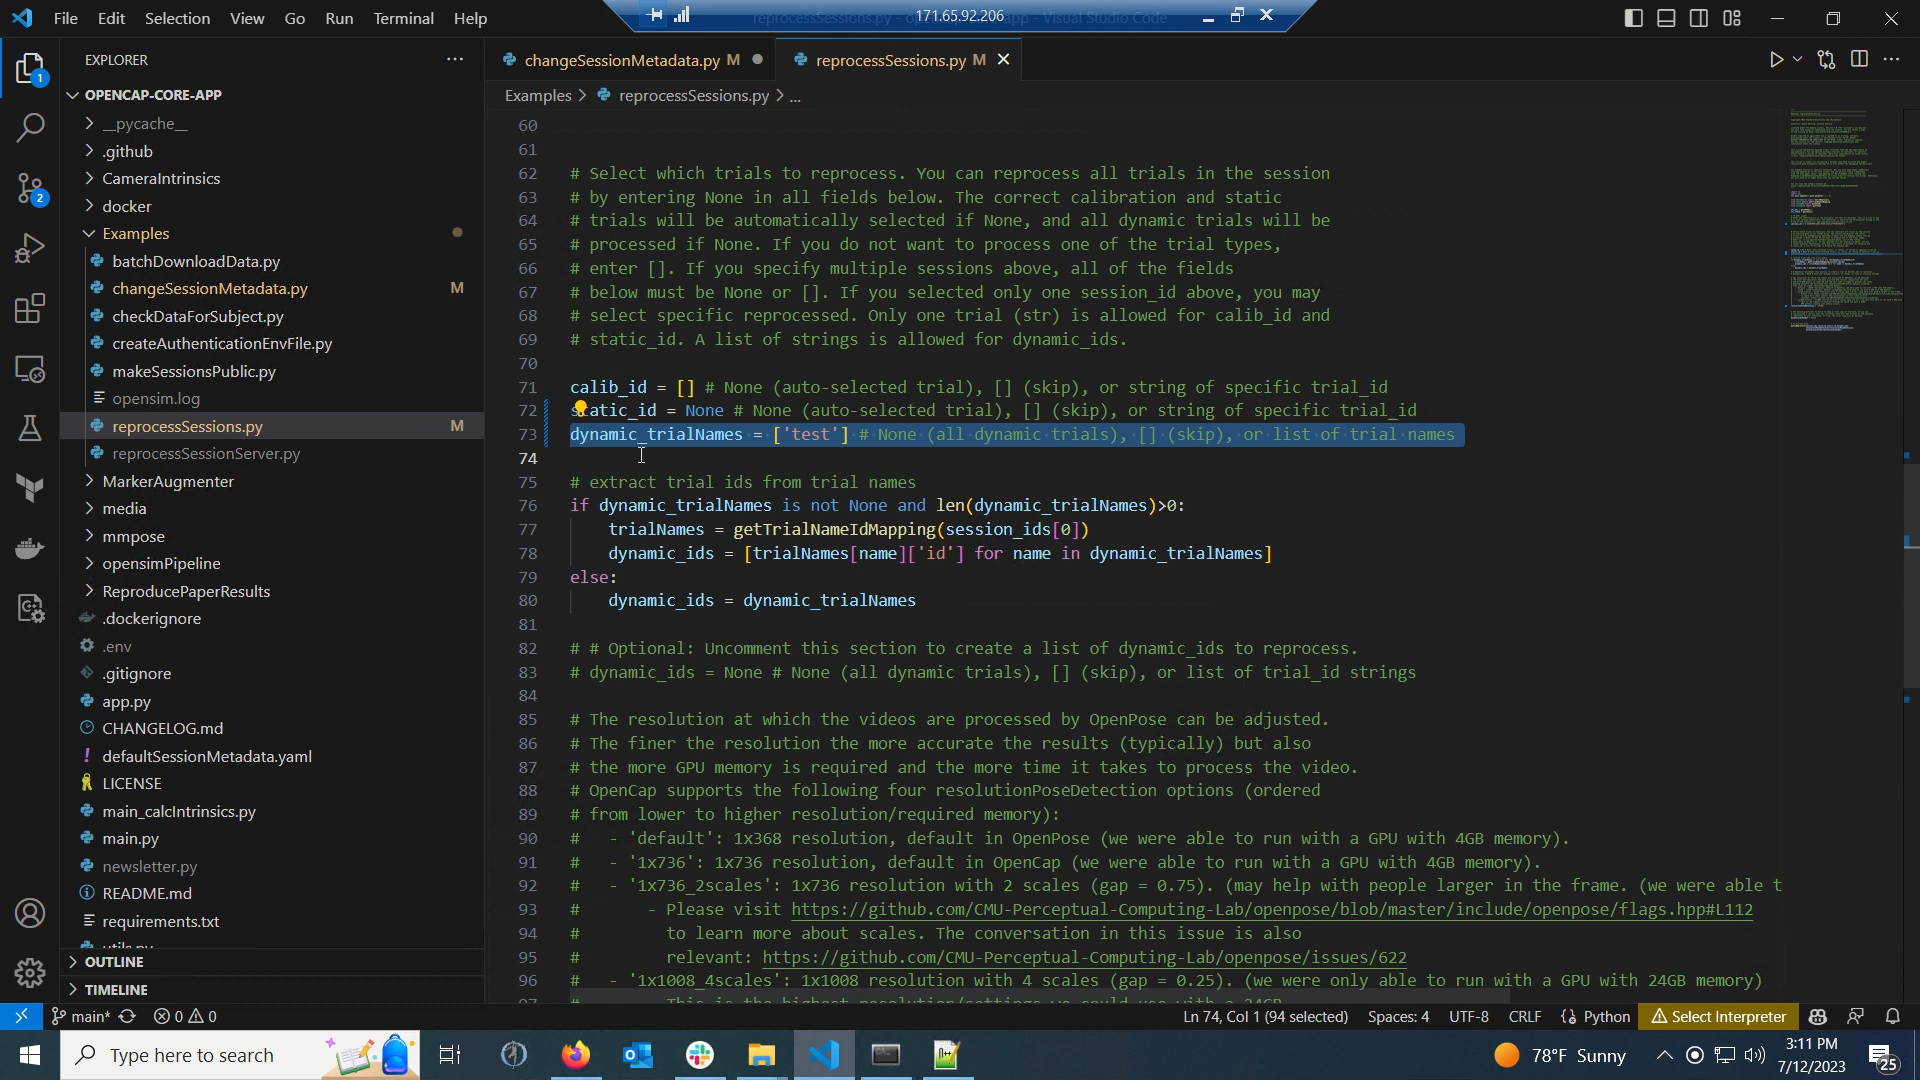 File Edit Selection View Go Run Terminal Help
171.65.92.206
EXPLORER
OPENCAP-CORE-APP
__pycache__
.github
CameraIntrinsics
docker
Examples
batchDownloadData.py
changeSessionMetadata.py M
checkDataForSubject.py
createAuthenticationEnvFile.py
makeSessionsPublic.py
opensim.log
reprocessSessions.py M
reprocessSessionServer.py
MarkerAugmenter
media
mmpose
opensimPipeline
ReproducePaperResults
.dockerignore
.env
.gitignore
app.py
CHANGELOG.md
defaultSessionMetadata.yaml
LICENSE
main_calcIntrinsics.py
main.py
newsletter.py
README.md
requirements.txt
utils.py
OUTLINE
TIMELINE
1
2
changeSessionMetadata.py M
reprocessSessions.py M
Examples > reprocessSessions.py > ...
60
61
62 # Select which trials to reprocess. You can reprocess all trials in the session
63 # by entering None in all fields below. The correct calibration and static
64 # trials will be automatically selected if None, and all dynamic trials will be
65 # processed if None. If you do not want to process one of the trial types,
66 # enter []. If you specify multiple sessions above, all of the fields
67 # below must be None or []. If you selected only one session_id above, you may
68 # select specific reprocessed. Only one trial (str) is allowed for calib_id and
69 # static_id. A list of strings is allowed for dynamic_ids.
70
71 calib_id = [] # None (auto-selected trial), [] (skip), or string of specific trial_id
72 static_id = None # None (auto-selected trial), [] (skip), or string of specific trial_id
73 dynamic_trialNames = ['test'] # None (all dynamic trials), [] (skip), or list of trial names
74
75 # extract trial ids from trial names
76 if dynamic_trialNames is not None and len(dynamic_trialNames)>0:
77 trialNames = getTrialNameIdMapping(session_ids[0])
78 dynamic_ids = [trialNames[name]['id'] for name in dynamic_trialNames]
79 else:
80 dynamic_ids = dynamic_trialNames
81
82 # # Optional: Uncomment this section to create a list of dynamic_ids to reprocess.
83 # dynamic_ids = None # None (all dynamic trials), [] (skip), or list of trial_id strings
84
85 # The resolution at which the videos are processed by OpenPose can be adjusted.
86 # The finer the resolution the more accurate the results (typically) but also
87 # the more GPU memory is required and the more time it takes to process the video.
88 # OpenCap supports the following four resolutionPoseDetection options (ordered
89 # from lower to higher resolution/required memory):
90 # - 'default': 1x368 resolution, default in OpenPose (we were able to run with a GPU with 4GB memory).
91 # - '1x736': 1x736 resolution, default in OpenCap (we were able to run with a GPU with 4GB memory).
92 # - '1x736_2scales': 1x736 resolution with 2 scales (gap = 0.75). (may help with people larger in the frame. (we were able t
93 # - Please visit https://github.com/CMU-Perceptual-Computing-Lab/openpose/blob/master/include/openpose/flags.hpp#L112
94 # to learn more about scales. The conversation in this issue is also
95 # relevant: https://github.com/CMU-Perceptual-Computing-Lab/openpose/issues/622
96 # - '1x1008_4scales': 1x1008 resolution with 4 scales (gap = 0.25). (we were only able to run with a GPU with 24GB memory)
main* 0 0
Ln 74, Col 1 (94 selected) Spaces: 4 UTF-8 CRLF Python Select Interpreter
Type here to search
78°F Sunny
3:11 PM
7/12/2023
25